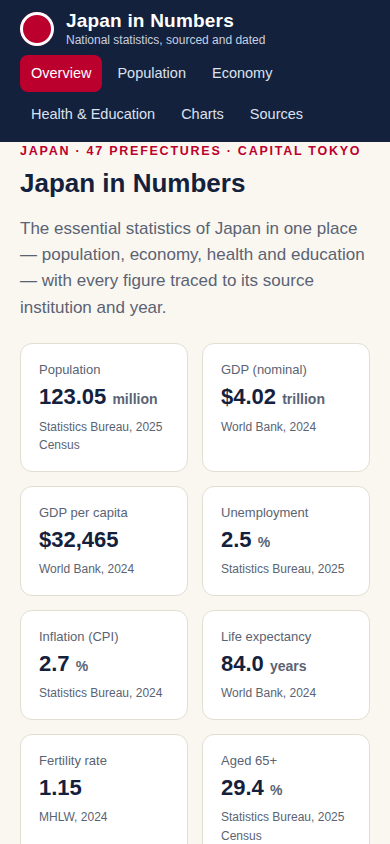 Japan in Numbers
National statistics, sourced and dated
Overview Population Economy
Health & Education Charts Sources
JAPAN · 47 PREFECTURES · CAPITAL TOKYO
Japan in Numbers
The essential statistics of Japan in one place
— population, economy, health and education
— with every figure traced to its source
institution and year.
Population
123.05 million
Statistics Bureau, 2025
Census
GDP (nominal)
$4.02 trillion
World Bank, 2024
GDP per capita
$32,465
World Bank, 2024
Unemployment
2.5 %
Statistics Bureau, 2025
Inflation (CPI)
2.7 %
Statistics Bureau, 2024
Life expectancy
84.0 years
World Bank, 2024
Fertility rate
1.15
MHLW, 2024
Aged 65+
29.4 %
Statistics Bureau, 2025
Census